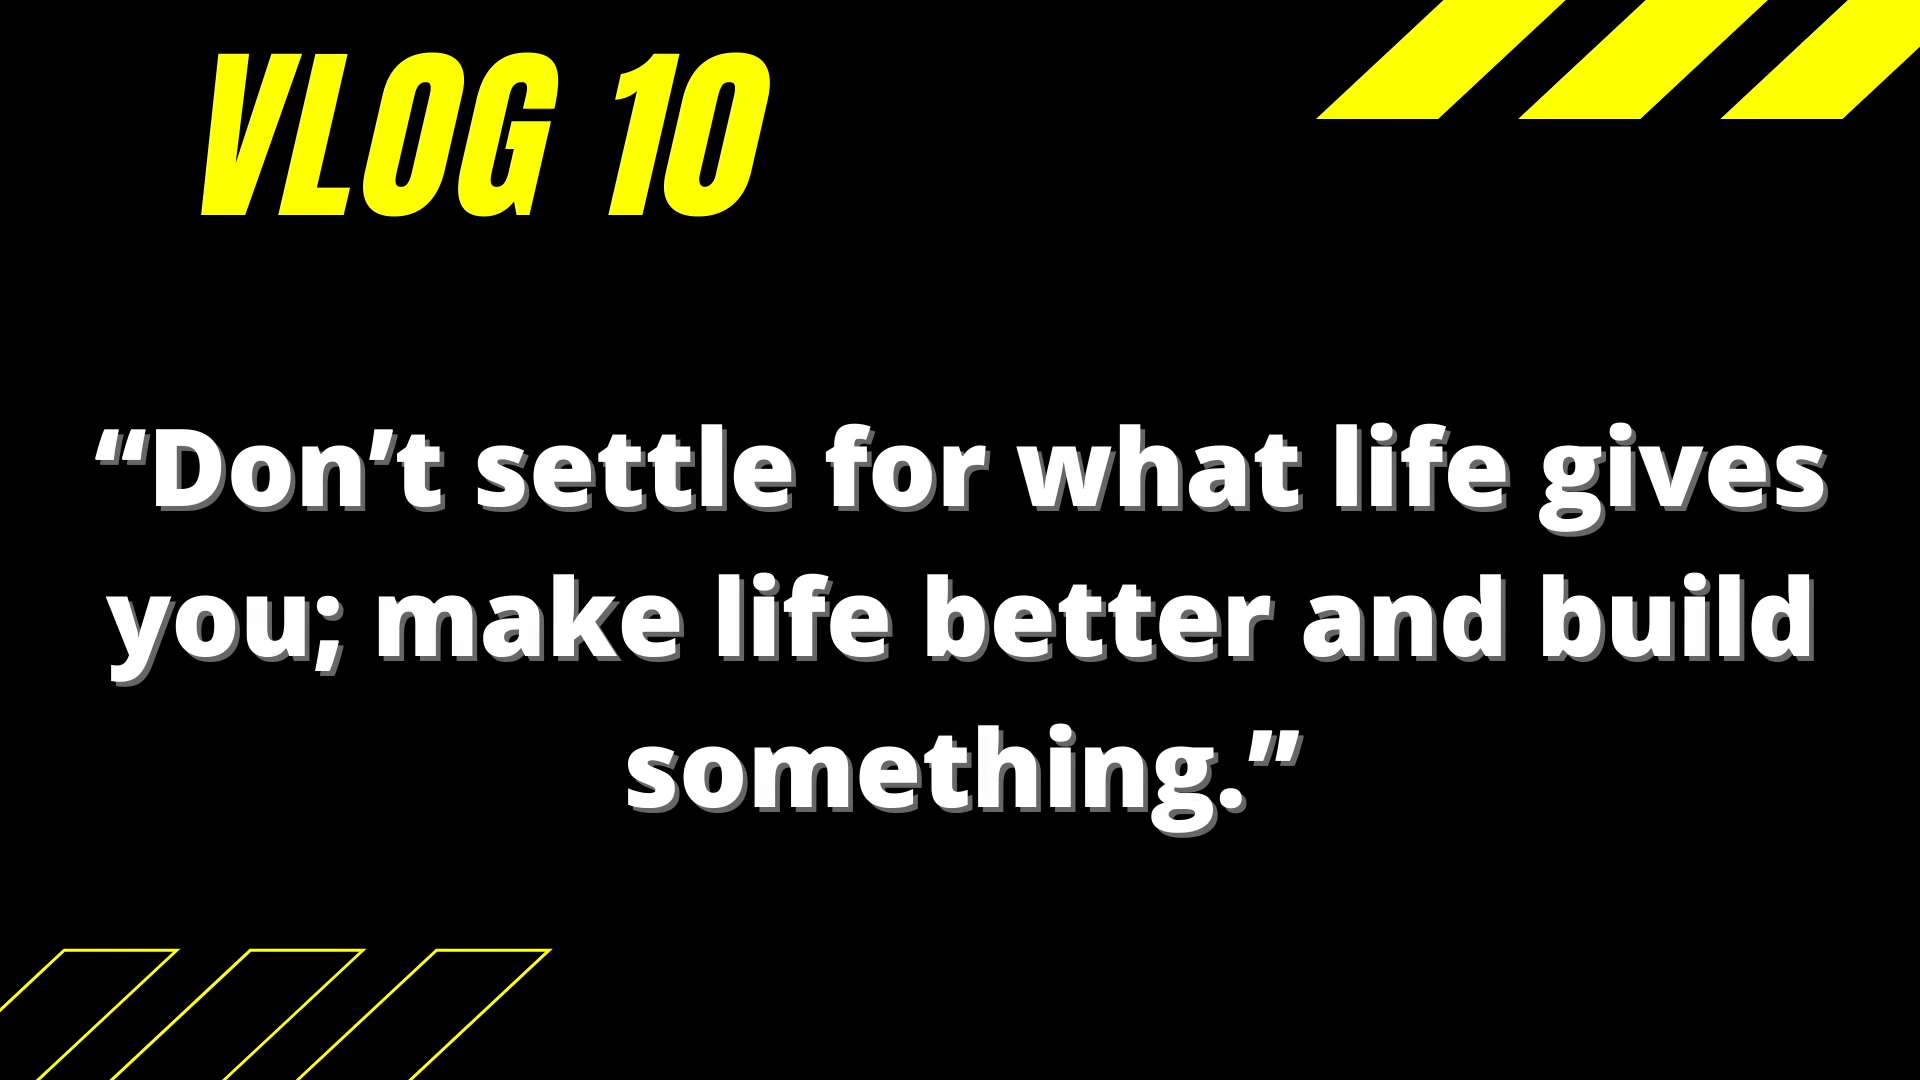 VLOG 10
“Don’t settle for what life gives
you; make life better and build
something.”